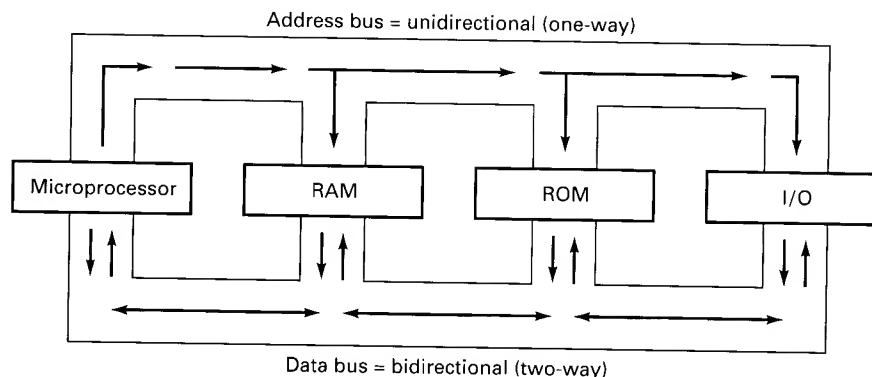 Address bus = unidirectional (one-way)
Microprocessor
RAM
ROM
I/O
Data bus = bidirectional (two-way)